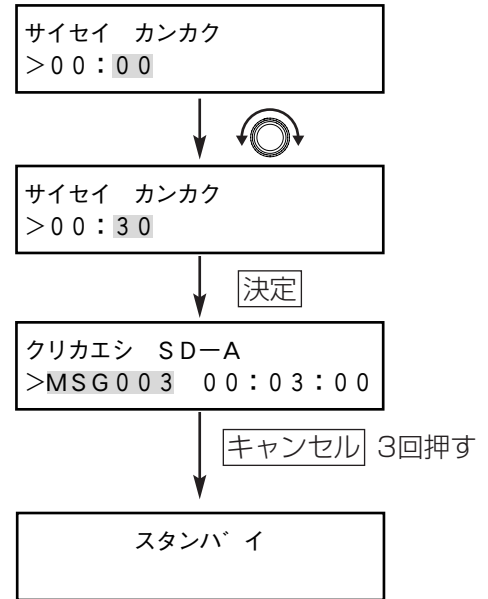 サイセイ カンカク
>00:00
サイセイ カンカク
>00:30
決定
クリカエシ SD－A
>MSG003 00:03:00
キャンセル 3回押す
スタンバイ